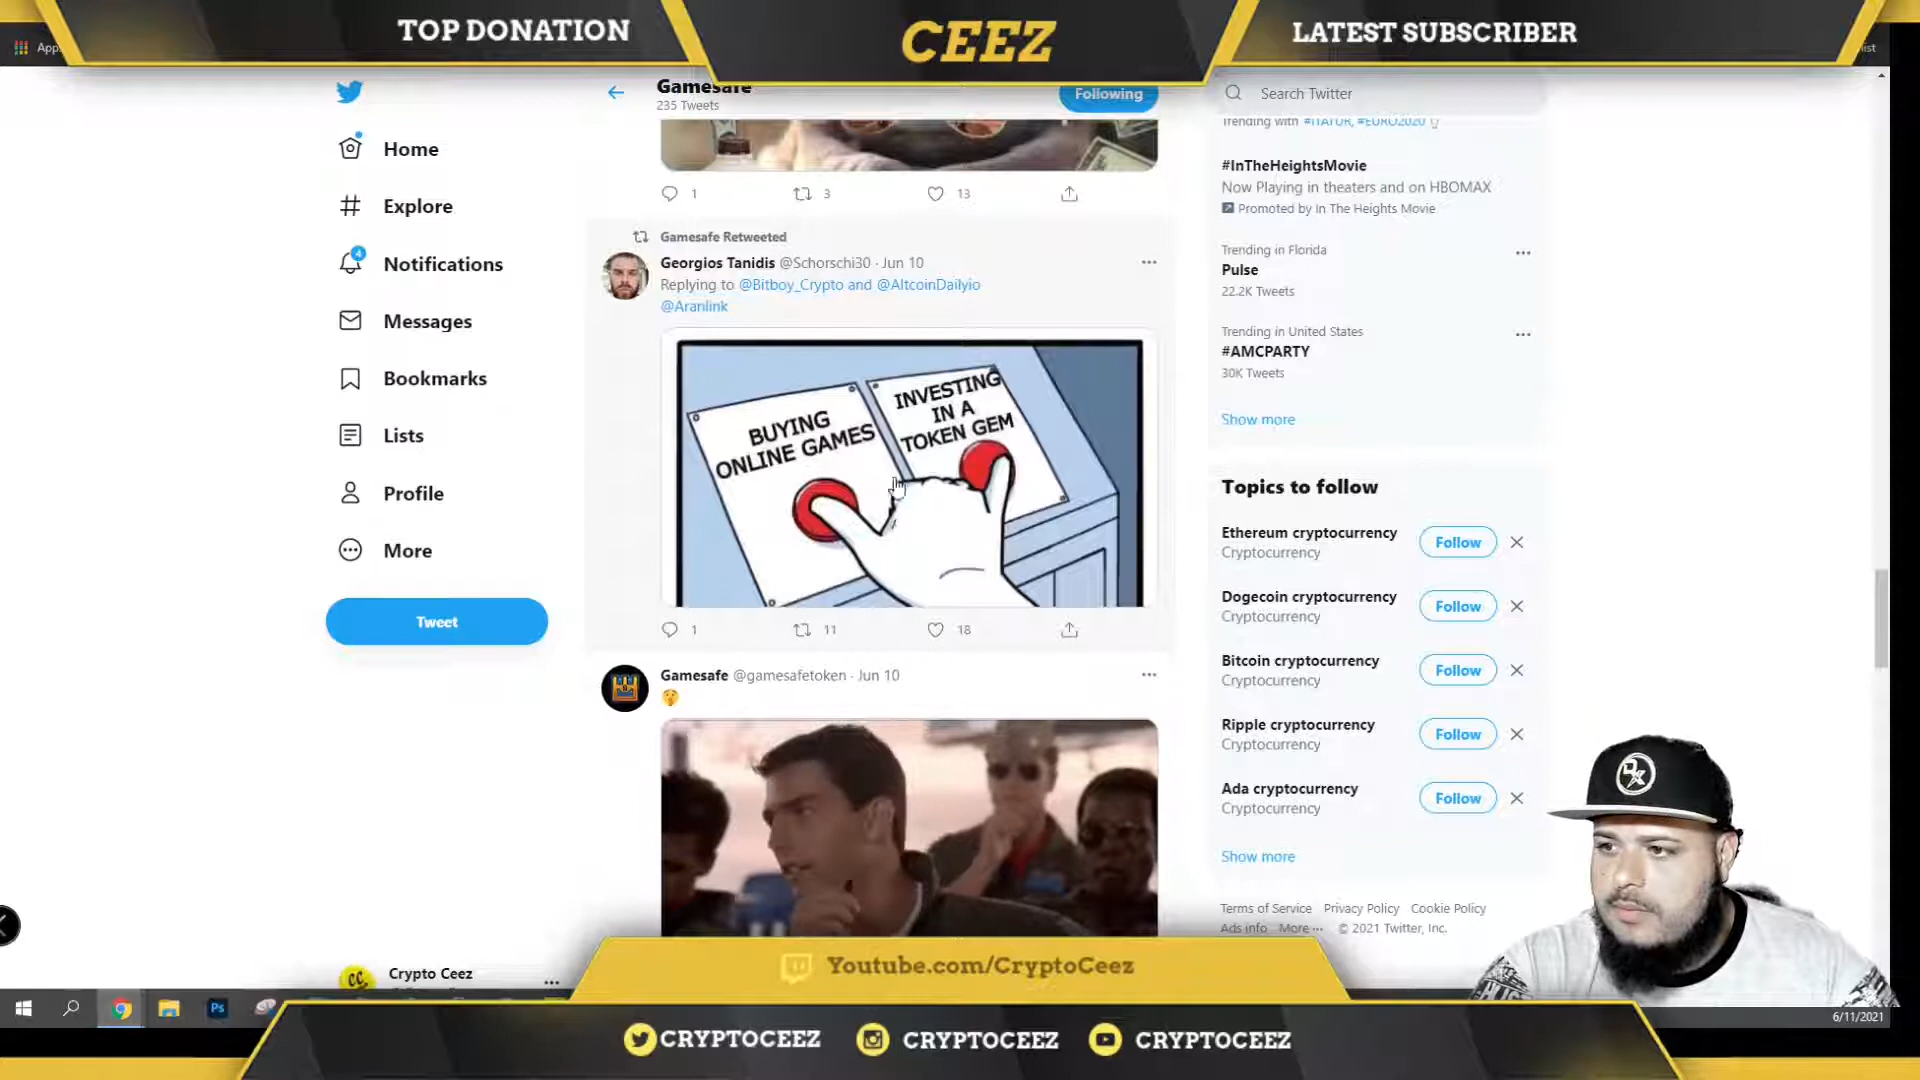 TOP DONATION
CEEZ
LATEST SUBSCRIBER
Gamesafe
235 Tweets
Following
Search Twitter
Home
Explore
4
Notifications
Messages
Bookmarks
Lists
Profile
More
Tweet
Crypto Ceez
1
3
13
Gamesafe Retweeted
Georgios Tanidis @Schorschi30 · Jun 10
Replying to @Bitboy_Crypto and @AltcoinDailyio
@Aranlink
BUYING
ONLINE GAMES
INVESTING
IN A
TOKEN GEM
1
11
18
Gamesafe @gamesafetoken · Jun 10
🤫
Trending with #ITATUR, #EURO2020
#InTheHeightsMovie
Now Playing in theaters and on HBOMAX
Promoted by In The Heights Movie
Trending in Florida
Pulse
22.2K Tweets
Trending in United States
#AMCPARTY
30K Tweets
Show more
Topics to follow
Ethereum cryptocurrency
Cryptocurrency
Follow
Dogecoin cryptocurrency
Cryptocurrency
Follow
Bitcoin cryptocurrency
Cryptocurrency
Follow
Ripple cryptocurrency
Cryptocurrency
Follow
Ada cryptocurrency
Cryptocurrency
Follow
Show more
Terms of Service Privacy Policy Cookie Policy
Ads info More ··· © 2021 Twitter, Inc.
DX
Youtube.com/CryptoCeez
Ps
6/11/2021
CRYPTOCEEZ
CRYPTOCEEZ
CRYPTOCEEZ